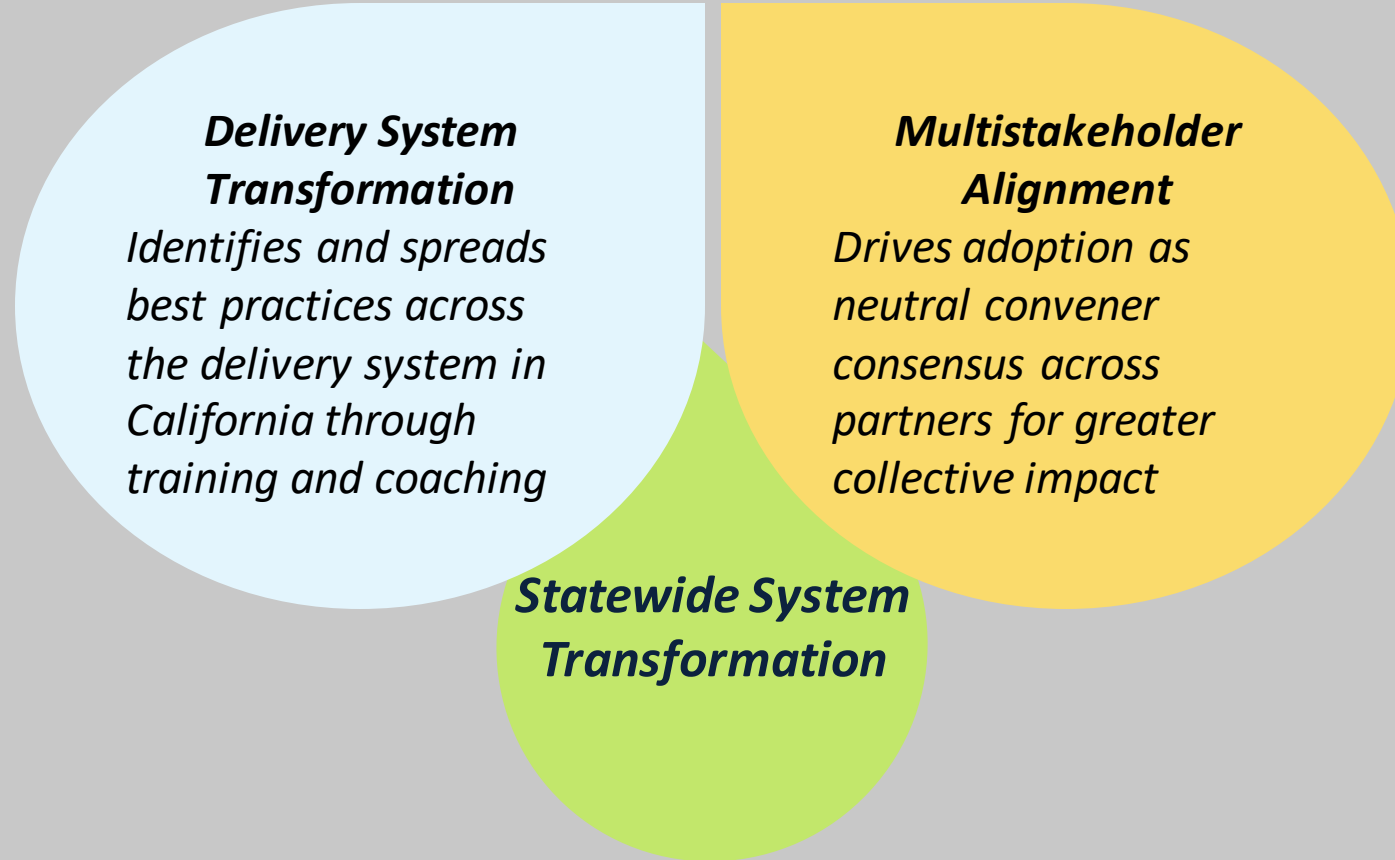 Delivery System
Transformation
Identifies and spreads
best practices across
the delivery system in
California through
training and coaching
Multistakeholder
Alignment
Drives adoption as
neutral convener
consensus across
partners for greater
collective impact
Statewide System
Transformation